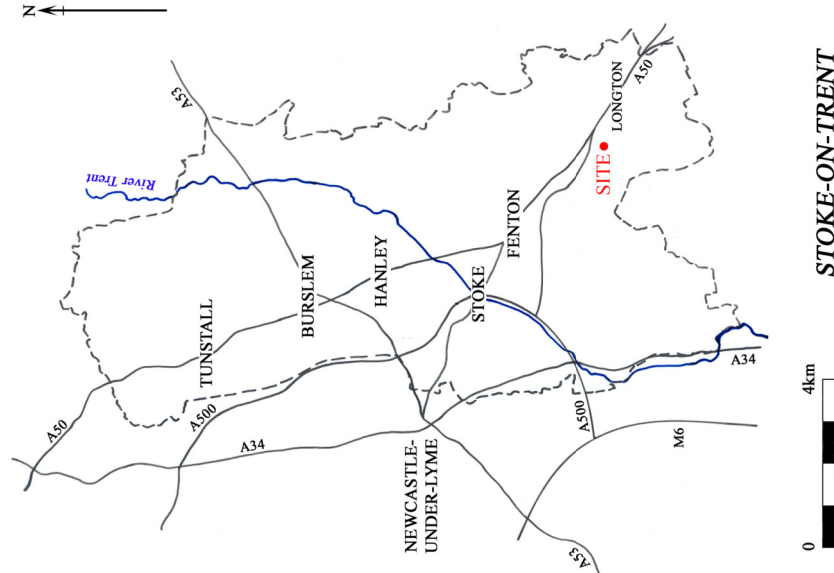 N
A53
River Trent
A50
TUNSTALL
A500
BURSLEM
HANLEY
A34
FENTON
STOKE
SITE
LONGTON
A50
NEWCASTLE-
UNDER-LYME
A500
A34
M6
A53
0
4km
STOKE-ON-TRENT